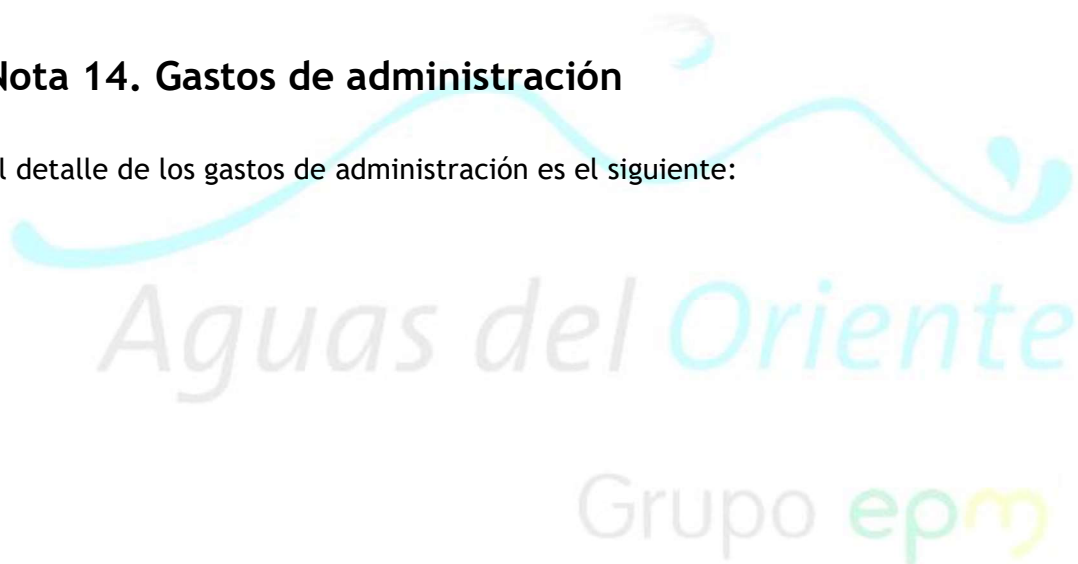 Nota 14. Gastos de administración
l detalle de los gastos de administración es el siguiente:
Aguas del Oriente
Grupo epm